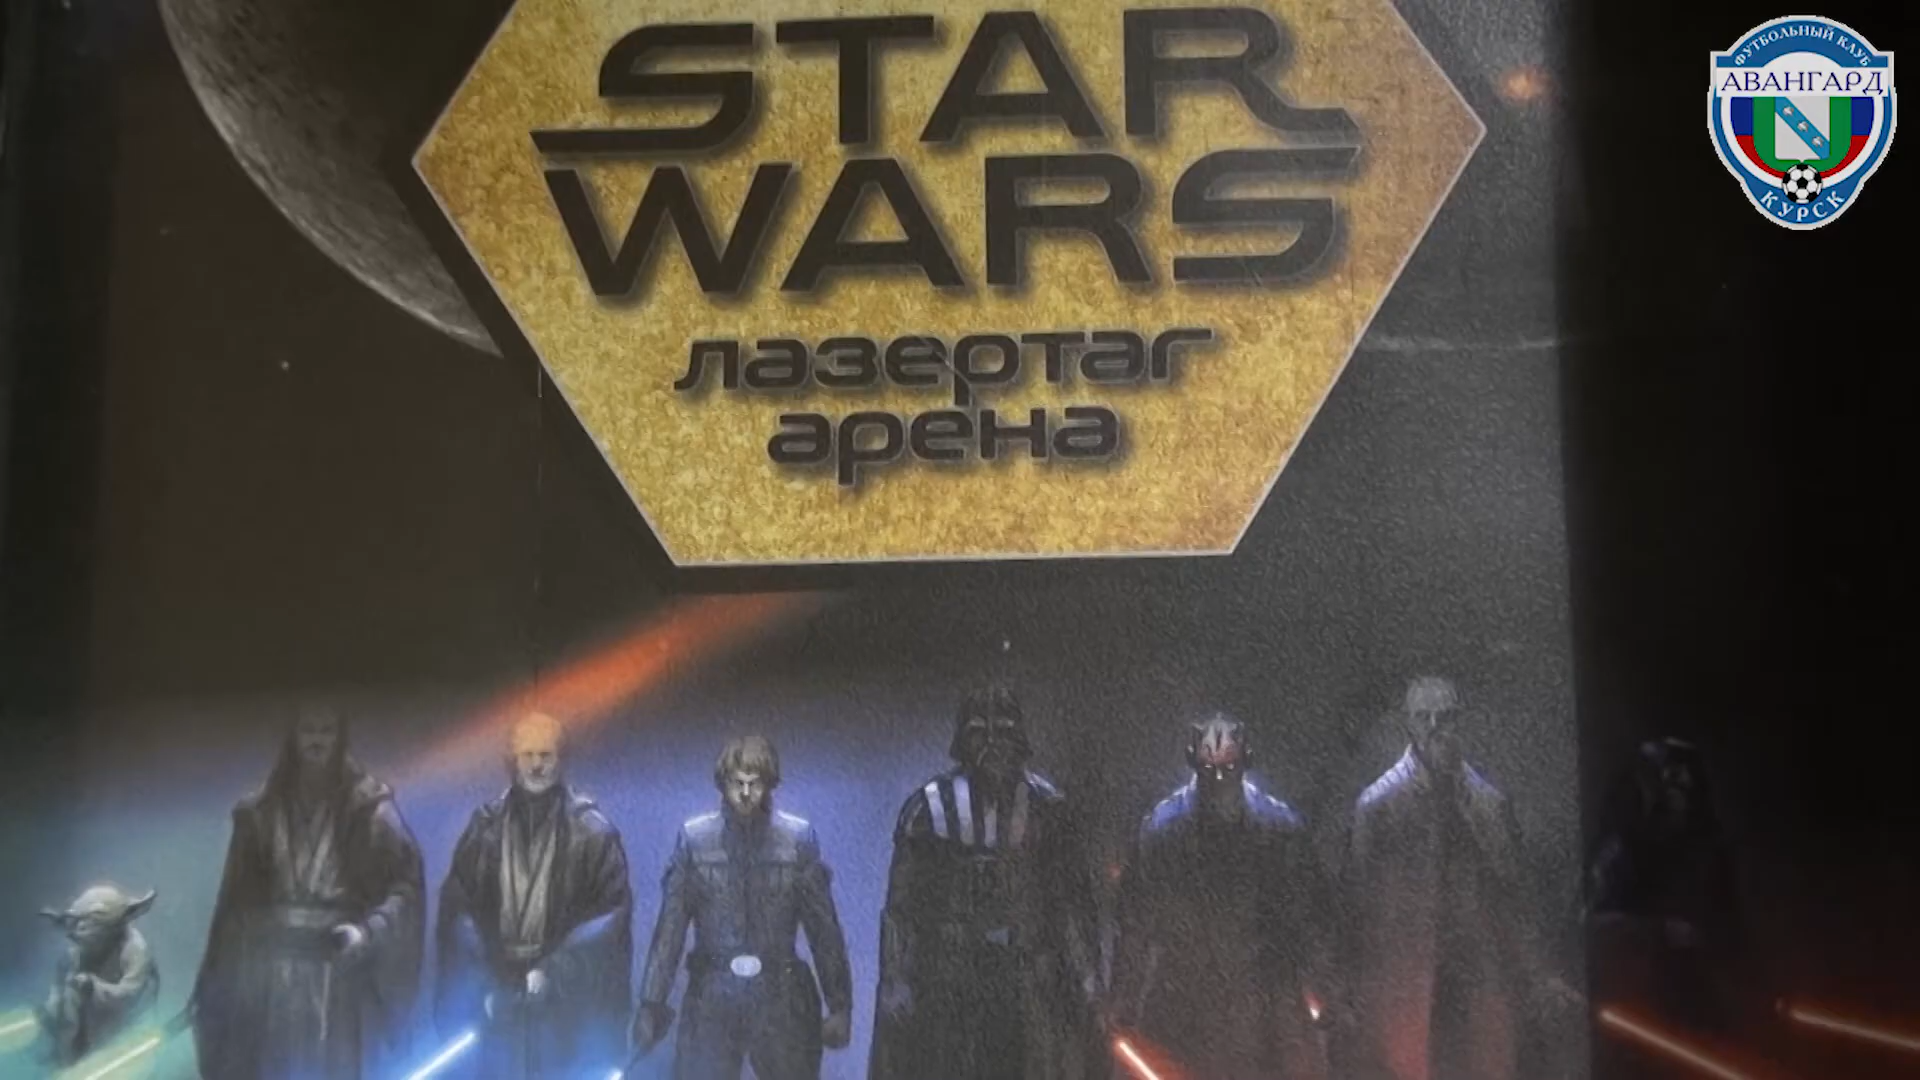 STAR
WARS
лазертаг
арена
ФУТБОЛЬНЫЙ КЛУБ
АВАНГАРД
КУРСК